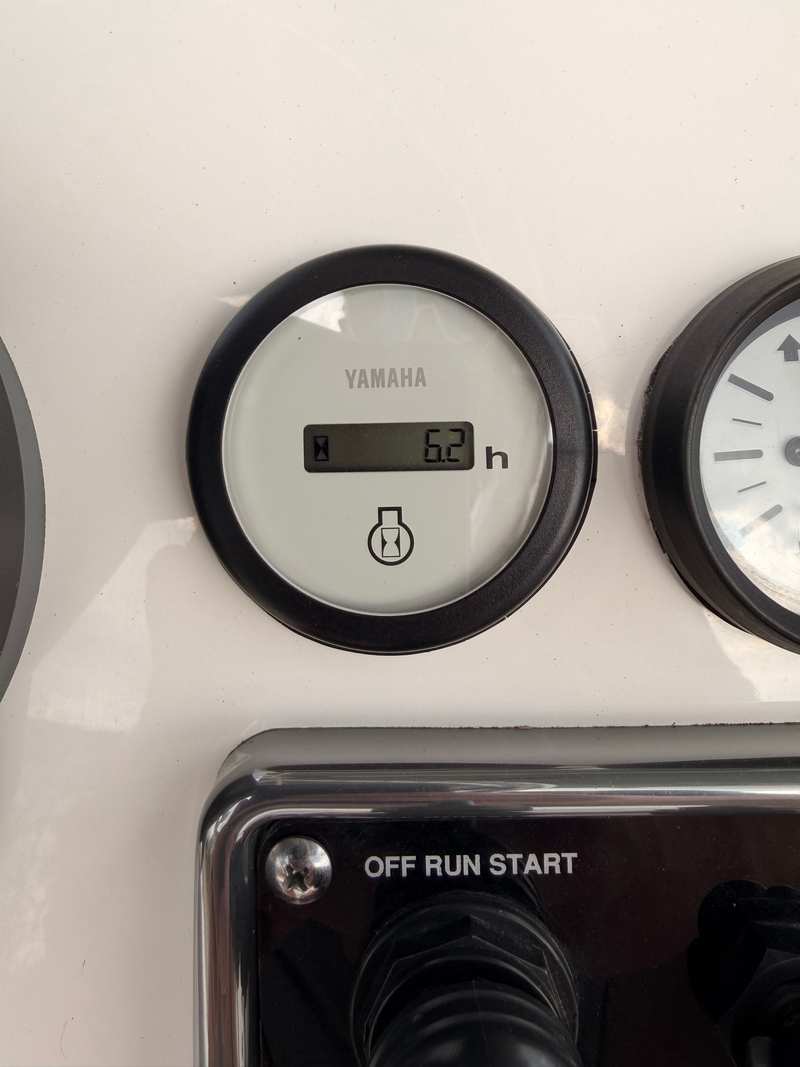 YAMAHA
6.2 h
OFF RUN START